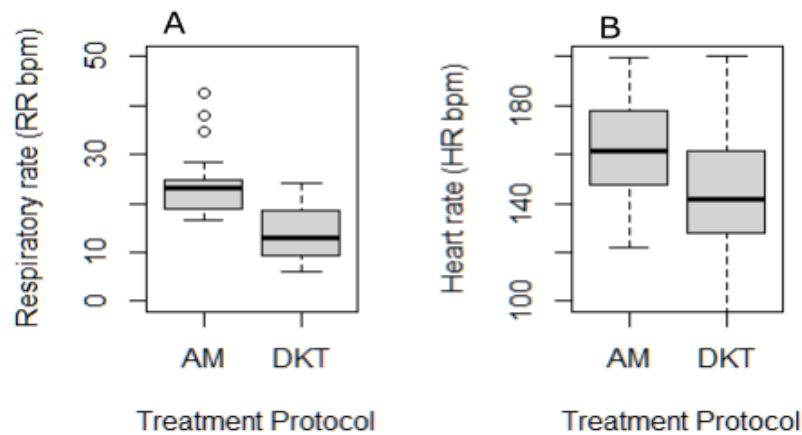 A
Respiratory rate (RR bpm)
50
30
10
0
AM DKT
Treatment Protocol
B
Heart rate (HR bpm)
180
140
100
AM DKT
Treatment Protocol